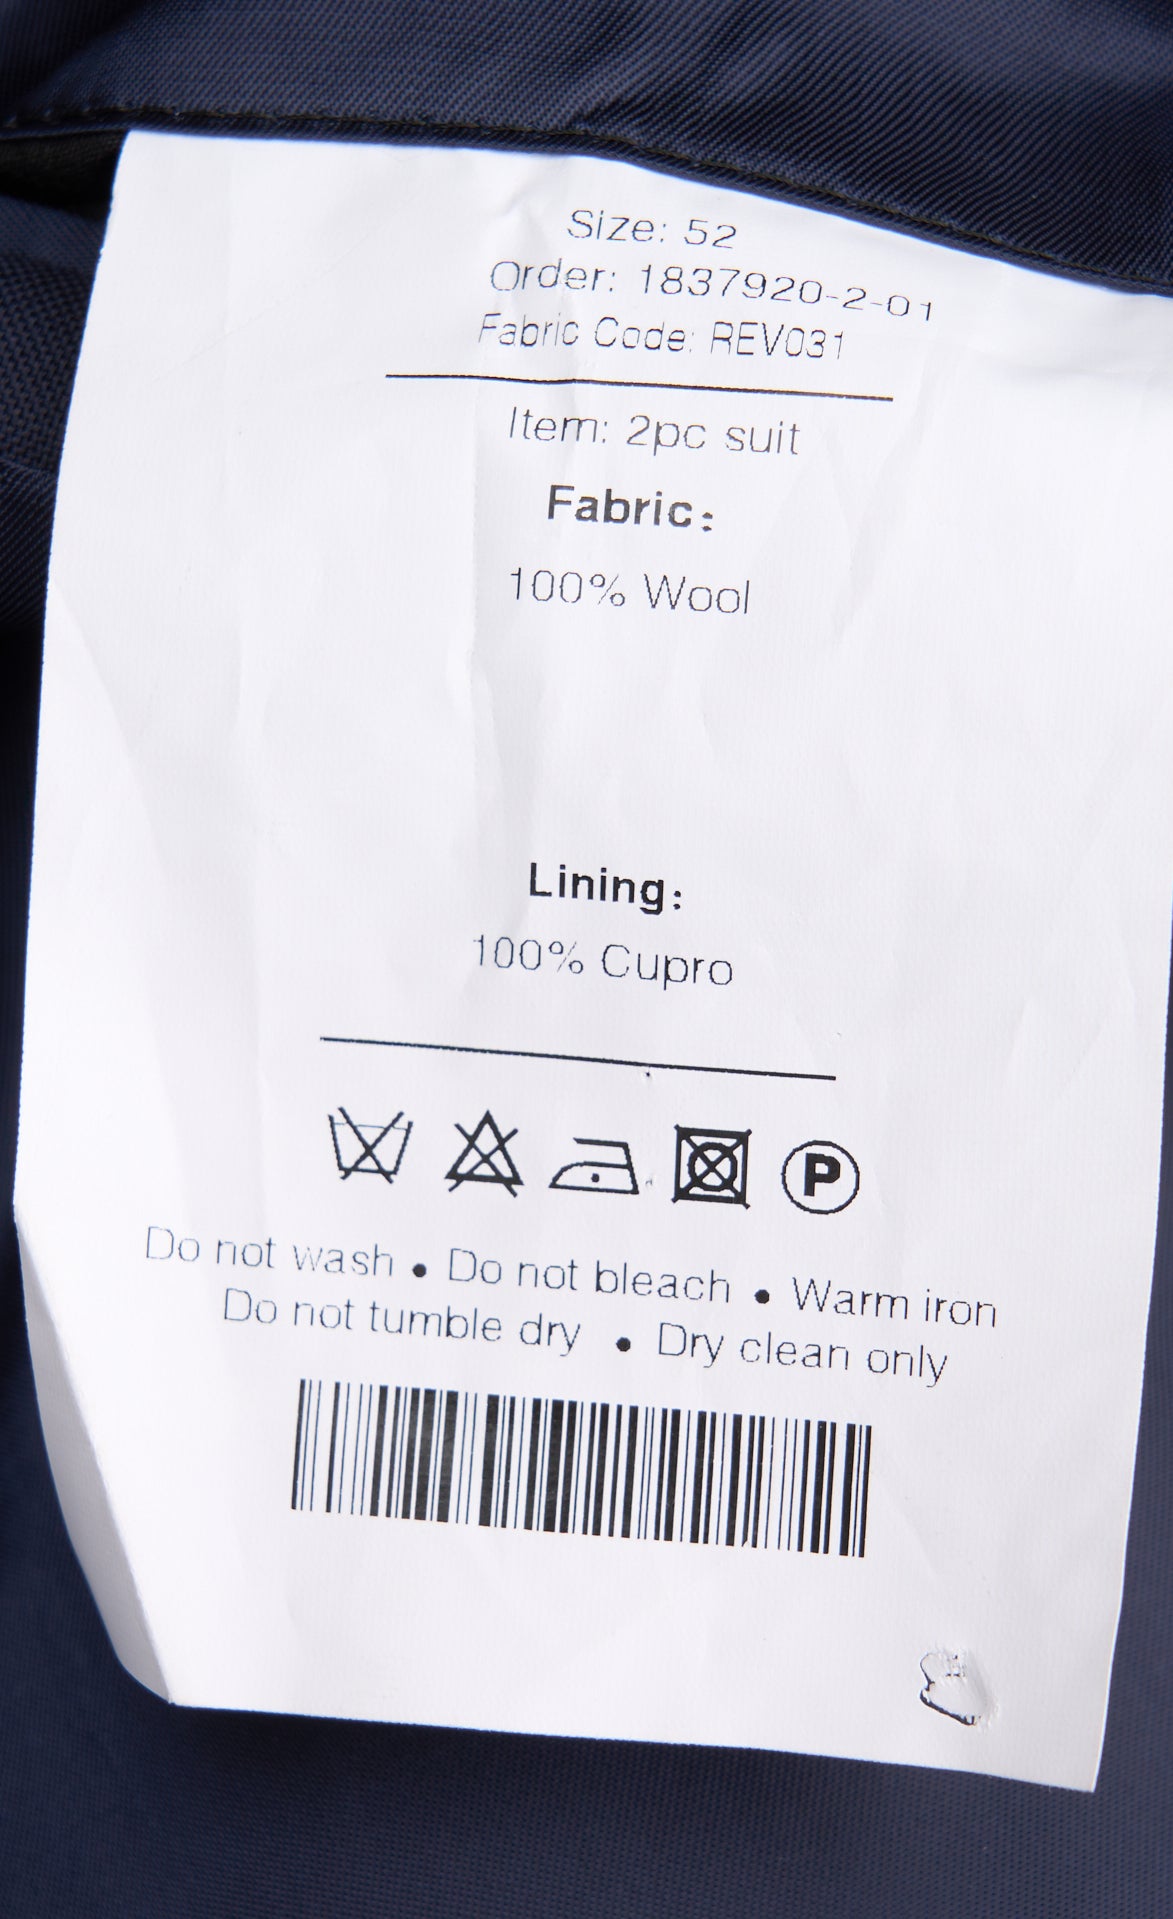 Size: 52
Order: 1837920-2-01
Fabric Code: REV031
Item: 2pc suit
Fabric:
100% Wool
Lining:
100% Cupro
P
Do not wash • Do not bleach • Warm iron
Do not tumble dry • Dry clean only